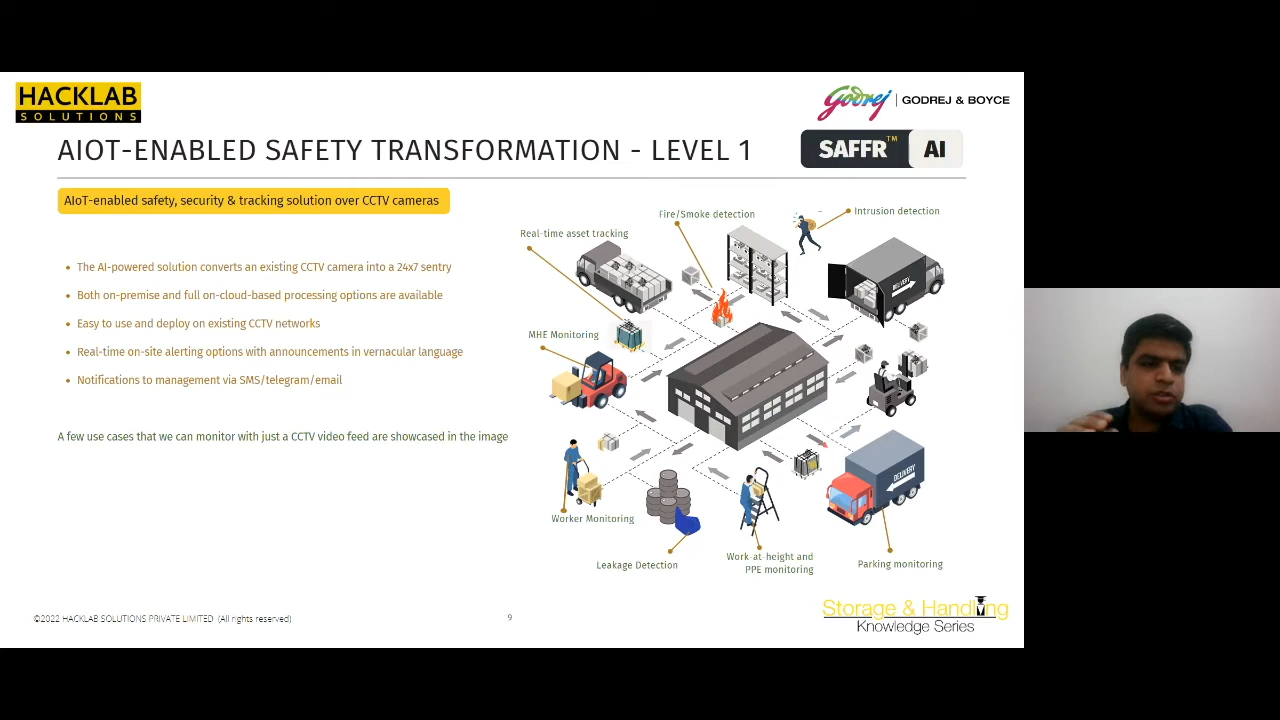 HACKLAB
SOLUTIONS
Godrej | GODREJ & BOYCE
AIOT-ENABLED SAFETY TRANSFORMATION - LEVEL 1
SAFFR™ AI
AIoT-enabled safety, security & tracking solution over CCTV cameras
• The AI-powered solution converts an existing CCTV camera into a 24x7 sentry
• Both on-premise and full on-cloud-based processing options are available
• Easy to use and deploy on existing CCTV networks
• Real-time on-site alerting options with announcements in vernacular language
• Notifications to management via SMS/telegram/email
A few use cases that we can monitor with just a CCTV video feed are showcased in the image
Fire/Smoke detection
Intrusion detection
Real-time asset tracking
DELIVERY
MHE Monitoring
DELIVERY
Worker Monitoring
Leakage Detection
Work-at-height and
PPE monitoring
Parking monitoring
©2022 HACKLAB SOLUTIONS PRIVATE LIMITED (All rights reserved)
9
Storage & Handling
Knowledge Series